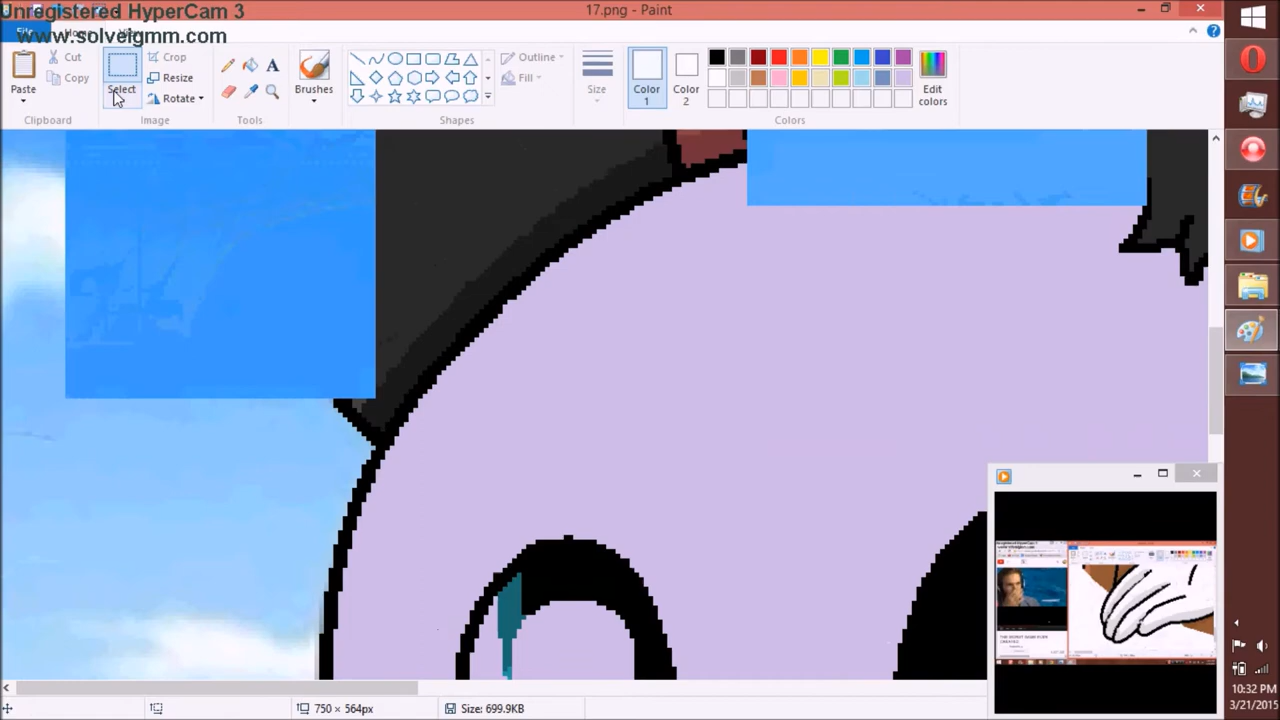 Unregistered HyperCam 3
www.solveigmm.com
17.png - Paint
File
Paste
Cut
Copy
Clipboard
Select
Crop
Resize
Rotate
Image
Tools
Brushes
Outline
Fill
Shapes
Size
Color 1
Color 2
Edit colors
Colors
750 × 564px
Size: 699.9KB
10:32 PM
3/21/2015